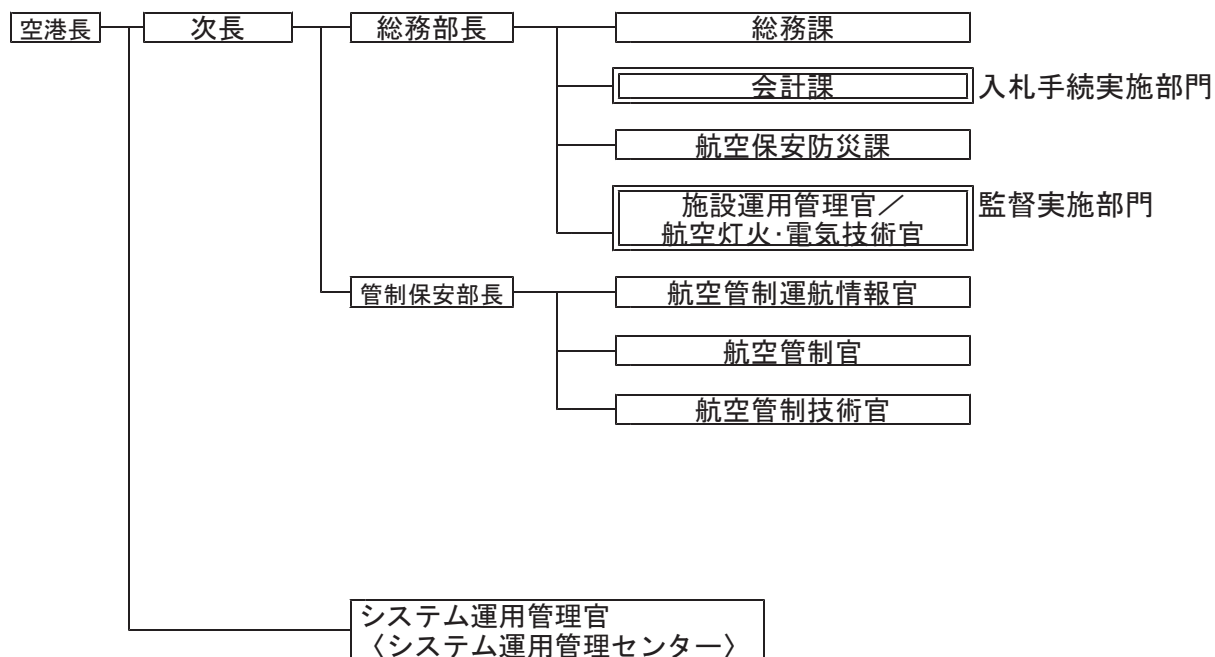 空港長
次長
総務部長
総務課
会計課
入札手続実施部門
航空保安防災課
施設運用管理官／
航空灯火・電気技術官
監督実施部門
管制保安部長
航空管制運航情報官
航空管制官
航空管制技術官
システム運用管理官
〈システム運用管理センター〉